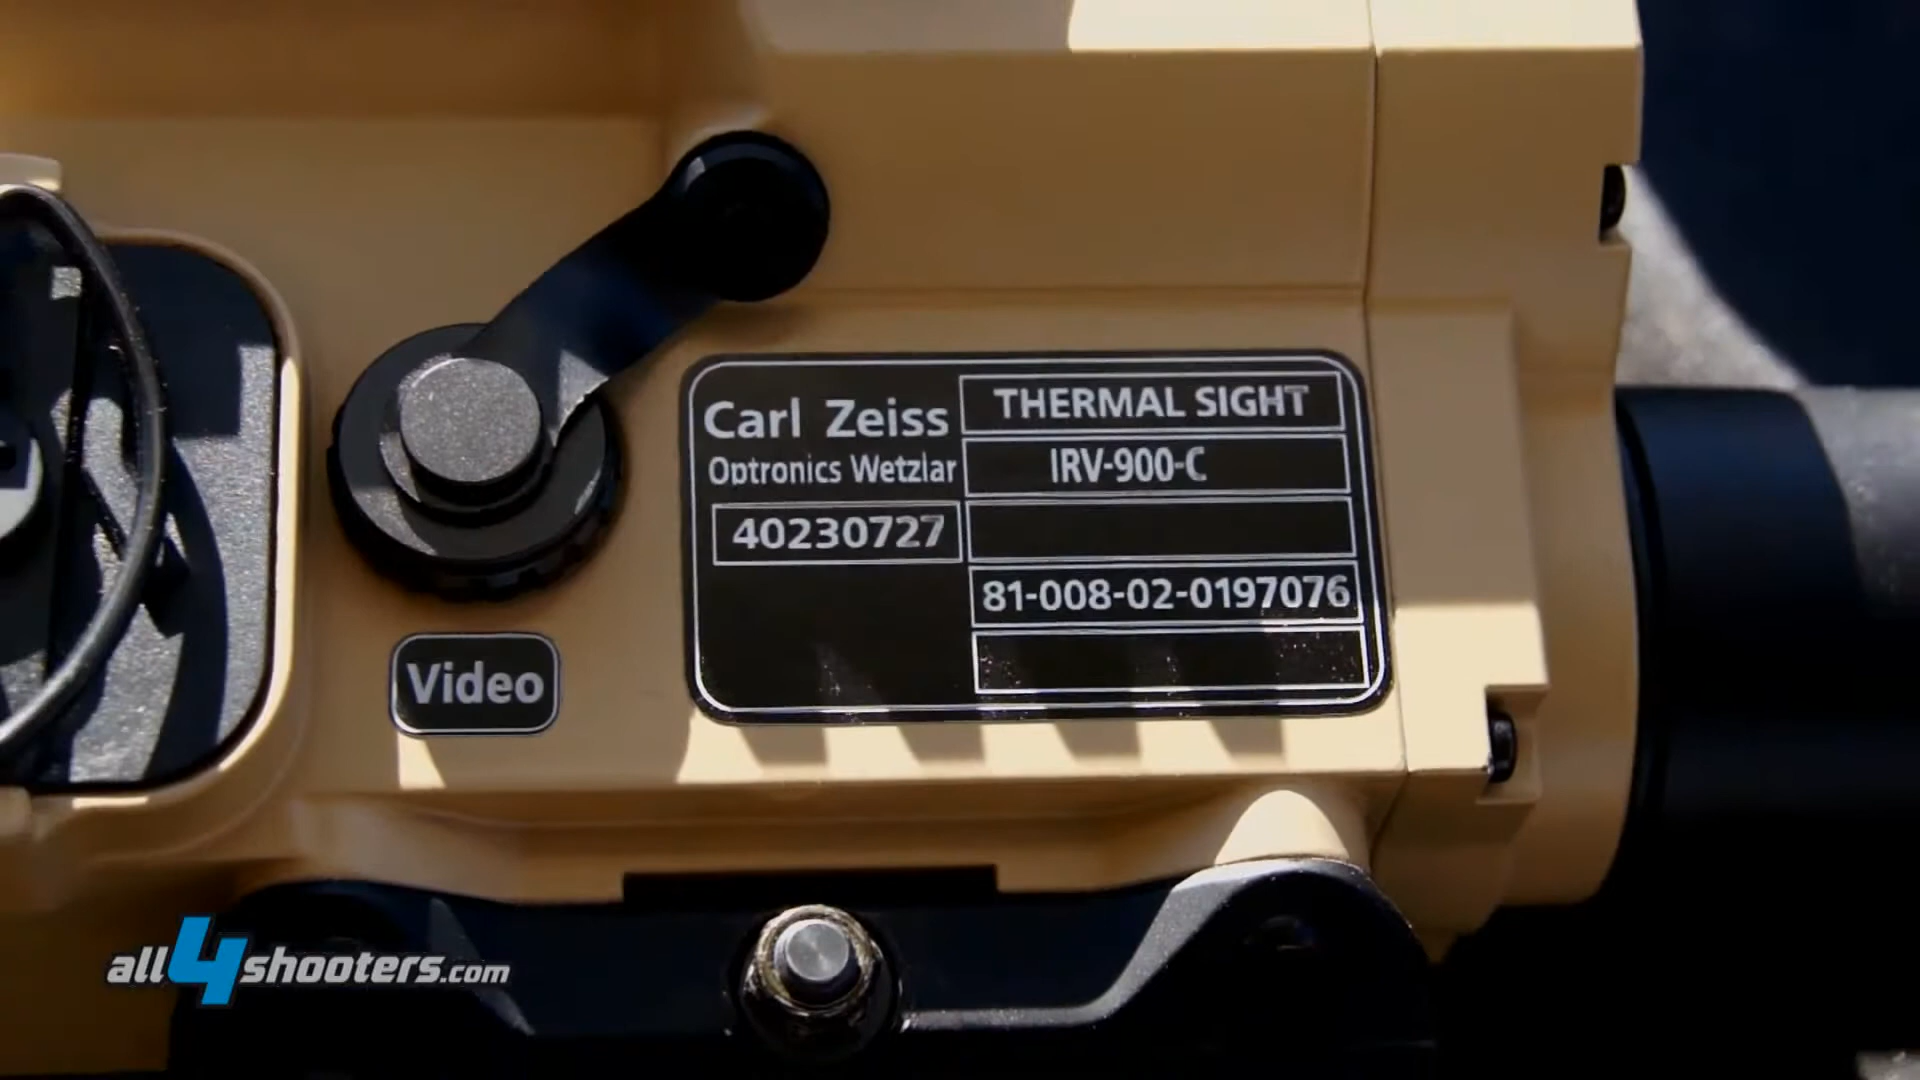 Carl Zeiss
Optronics Wetzlar
40230727
THERMAL SIGHT
IRV-900-C
81-008-02-0197076
Video
all4shooters.com